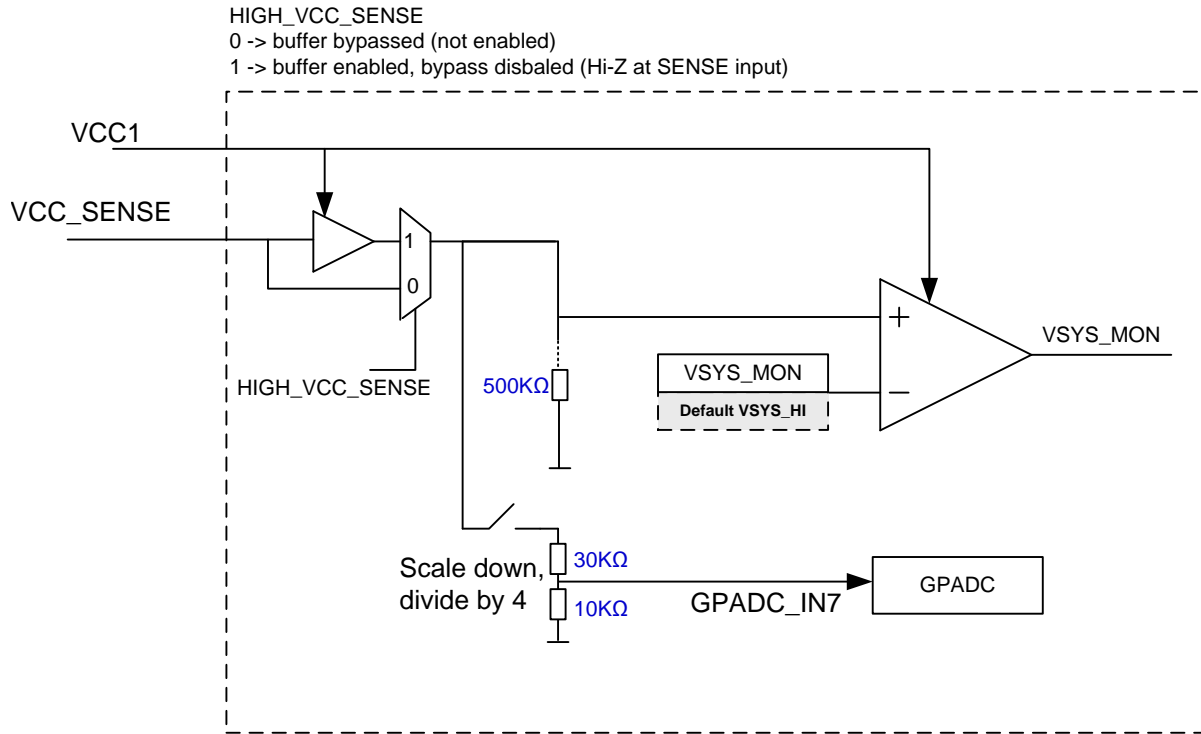 HIGH_VCC_SENSE
0 -> buffer bypassed (not enabled)
1 -> buffer enabled, bypass disbaled (Hi-Z at SENSE input)
VCC1
VCC_SENSE
1
0
HIGH_VCC_SENSE
500KΩ
VSYS_MON
Default VSYS_HI
+
−
VSYS_MON
Scale down,
divide by 4
30KΩ
10KΩ
GPADC_IN7
GPADC